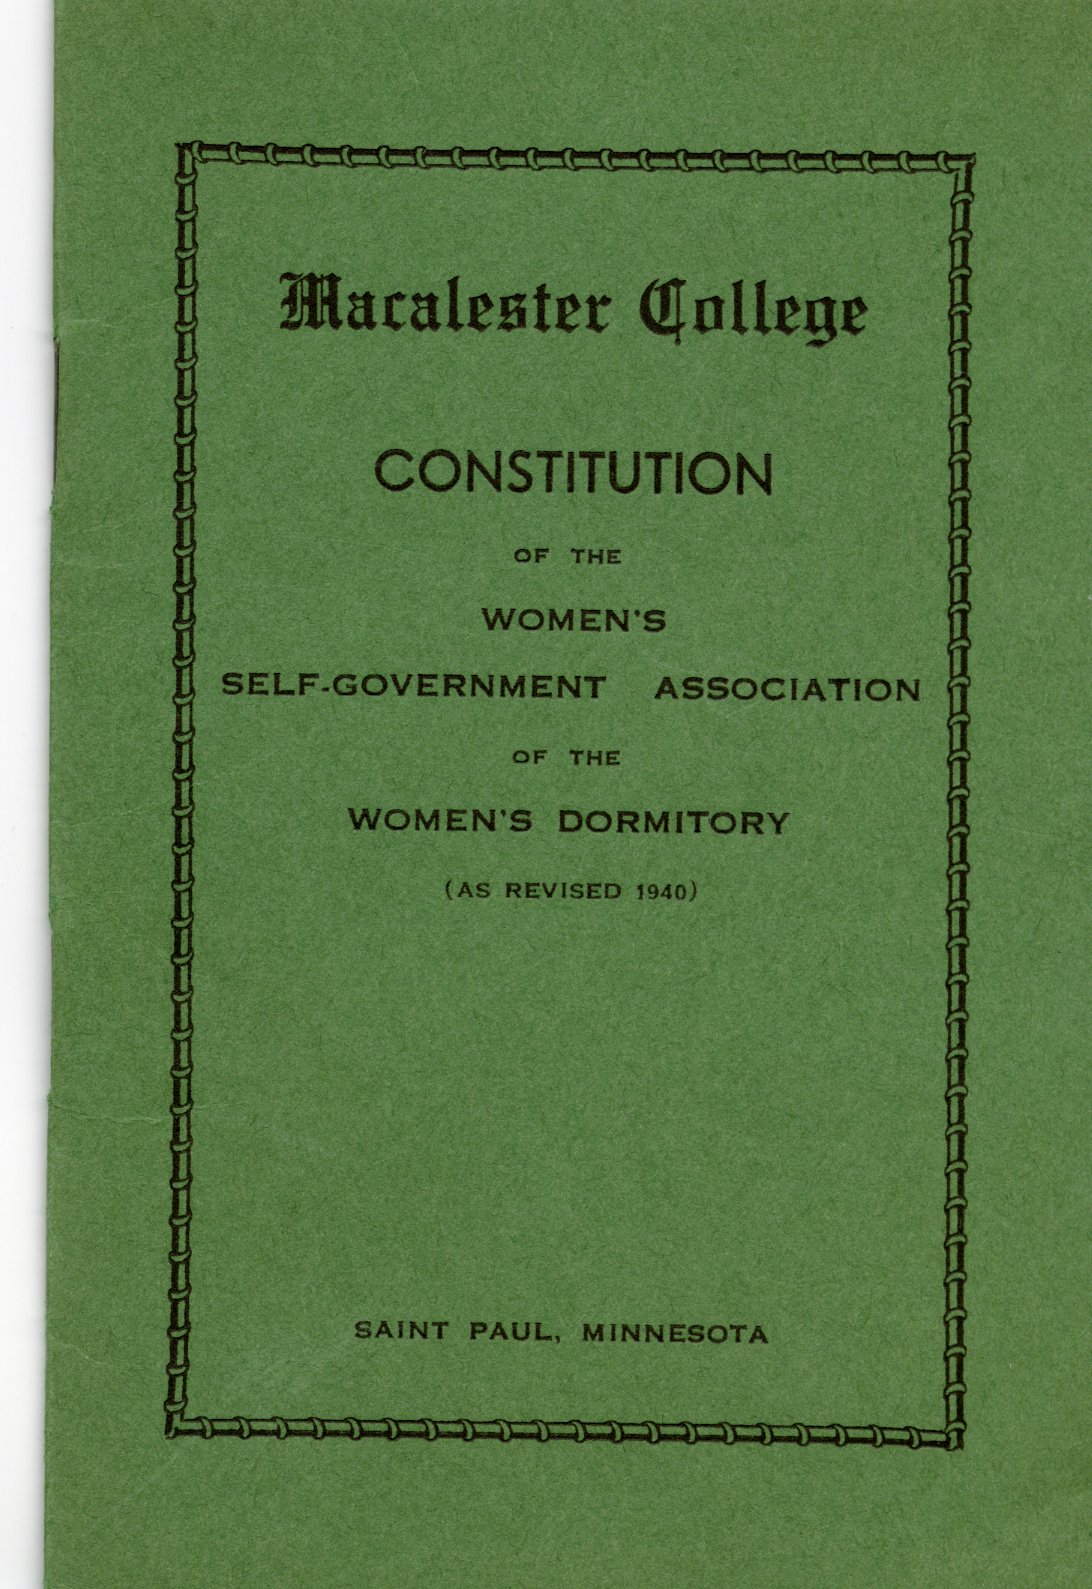 Macalester College
CONSTITUTION
OF THE
WOMEN'S
SELF-GOVERNMENT ASSOCIATION
OF THE
WOMEN'S DORMITORY
(AS REVISED 1940)
SAINT PAUL, MINNESOTA